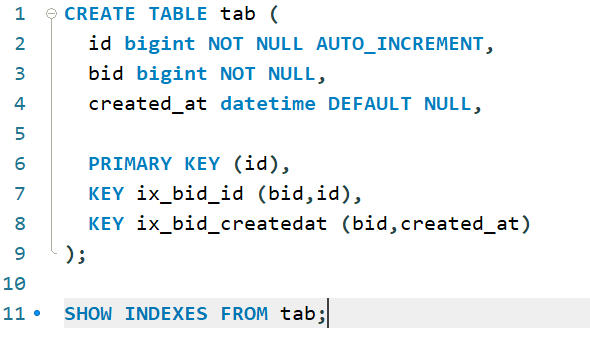 1 CREATE TABLE tab (
2 id bigint NOT NULL AUTO_INCREMENT,
3 bid bigint NOT NULL,
4 created_at datetime DEFAULT NULL,
5
6 PRIMARY KEY (id),
7 KEY ix_bid_id (bid,id),
8 KEY ix_bid_createdat (bid,created_at)
9 );
10
11 SHOW INDEXES FROM tab;